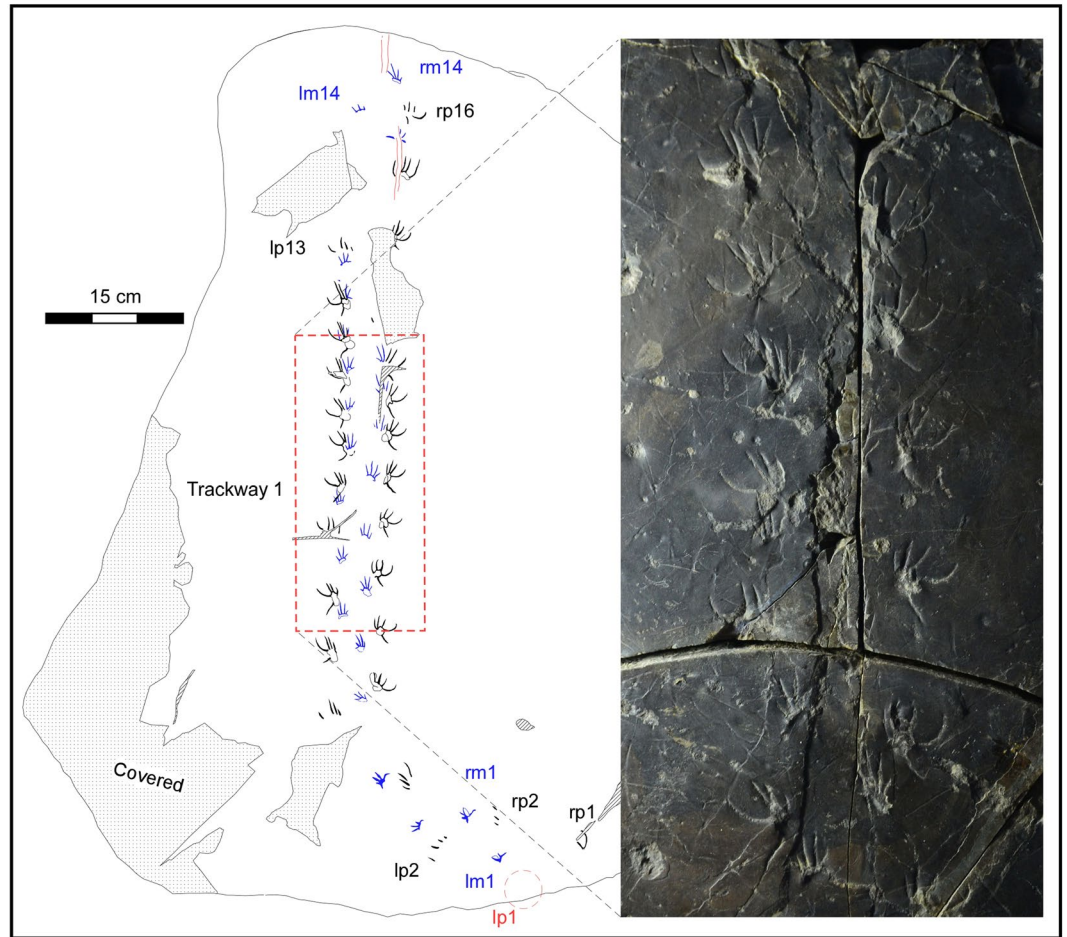 rm14
lm14
rp16
lp13
15 cm
Trackway 1
Covered
rm1
rp2
rp1
lp2
lm1
lp1